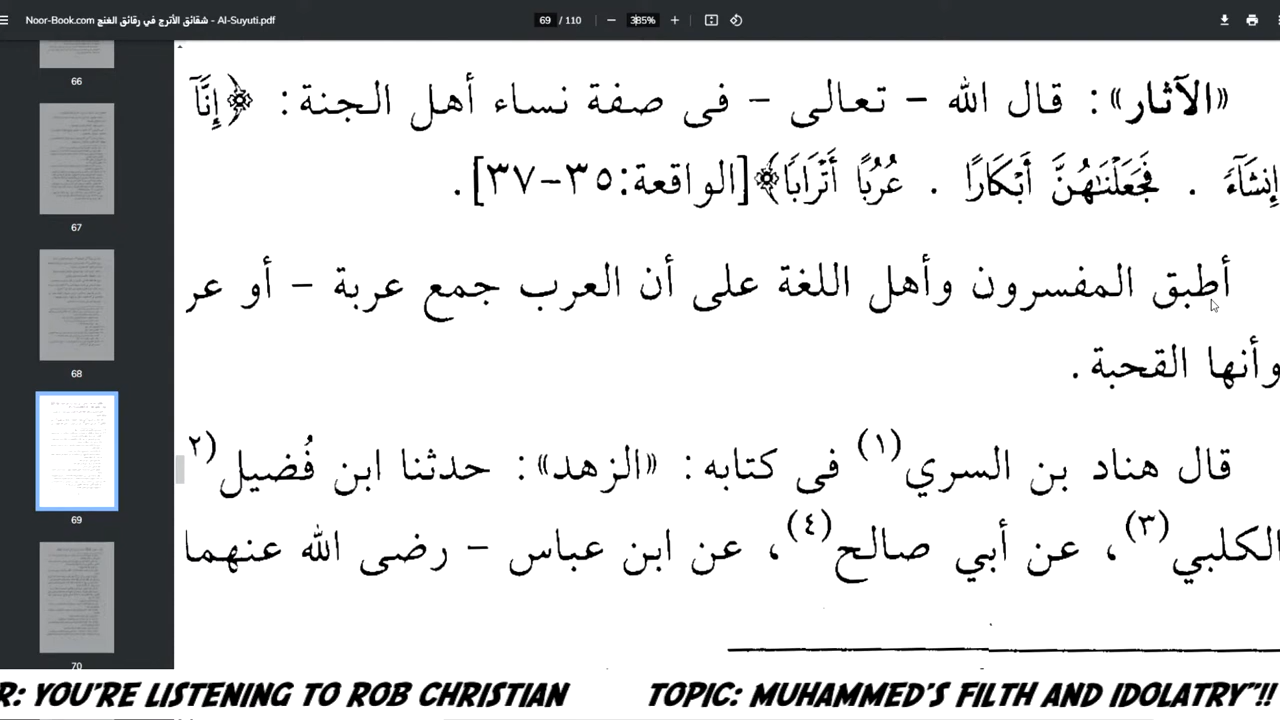 Noor-Book.com شقائق الأترج في رقائق الغنج - Al-Suyuti.pdf
69 / 110
385%
66
«الآثار»: قال الله - تعالى - فى صفة نساء أهل الجنة: ﴿إِنَّآ
إِنشَآءً . فَجَعَلْنَٰهُنَّ أَبْكَارًا . عُرُبًا أَتْرَابًا﴾ [الواقعة:٣٥-٣٧].
67
أطبق المفسرون وأهل اللغة على أن العرب جمع عربة - أو عر
وأنها القحبة.
68
قال هناد بن السري(١) فى كتابه: «الزهد»: حدثنا ابن فُضيل(٢
الكلبي(٣)، عن أبي صالح(٤)، عن ابن عباس - رضى الله عنهما
69
70
R: YOU'RE LISTENING TO ROB CHRISTIAN TOPIC: MUHAMMED'S FILTH AND IDOLATRY"!!